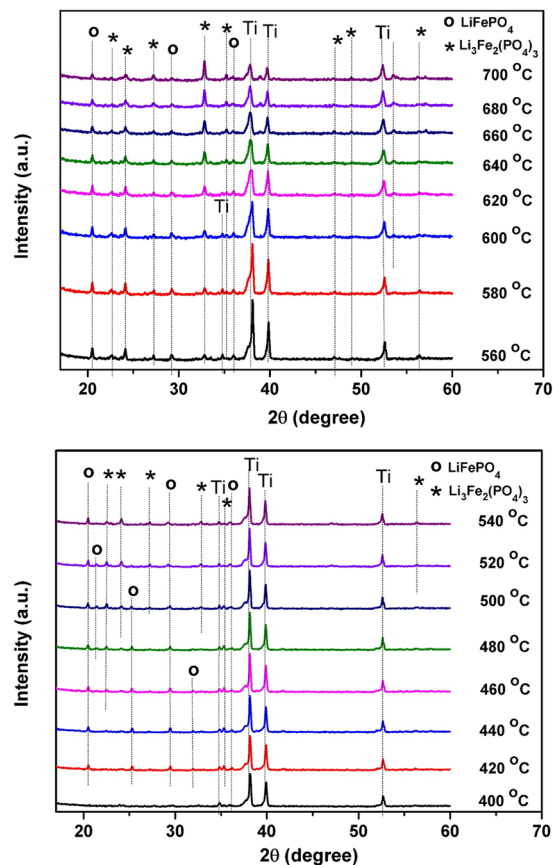 o LiFePO4
* Li3Fe2(PO4)3
o * * * o * * o Ti Ti * * Ti *
700 °C
680 °C
660 °C
640 °C
620 °C
Ti
600 °C
580 °C
560 °C
Intensity (a.u.)
20 30 40 50 60 70
2θ (degree)
o LiFePO4
* Li3Fe2(PO4)3
o * * * o * Ti * o Ti Ti Ti *
540 °C
520 °C
o
500 °C
o
480 °C
460 °C
o
440 °C
420 °C
400 °C
Intensity (a.u.)
20 30 40 50 60 70
2θ (degree)